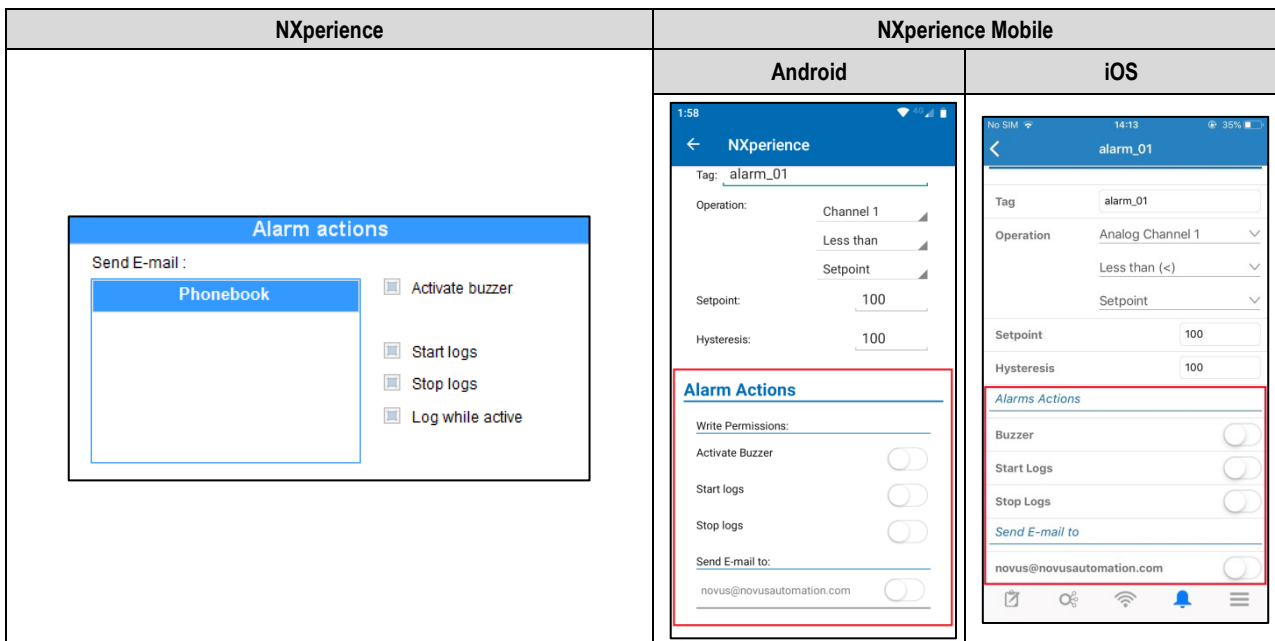 NXperience
NXperience Mobile
Android
iOS
Alarm actions
Send E-mail :
Phonebook
Activate buzzer
Start logs
Stop logs
Log while active
1:58
4G
NXperience
Tag: alarm_01
Operation:
Channel 1
Less than
Setpoint
Setpoint: 100
Hysteresis: 100
Alarm Actions
Write Permissions:
Activate Buzzer
Start logs
Stop logs
Send E-mail to:
novus@novusautomation.com
No SIM 14:13 35%
alarm_01
Tag alarm_01
Operation Analog Channel 1
Less than (<)
Setpoint
Setpoint 100
Hysteresis 100
Alarms Actions
Buzzer
Start Logs
Stop Logs
Send E-mail to
novus@novusautomation.com